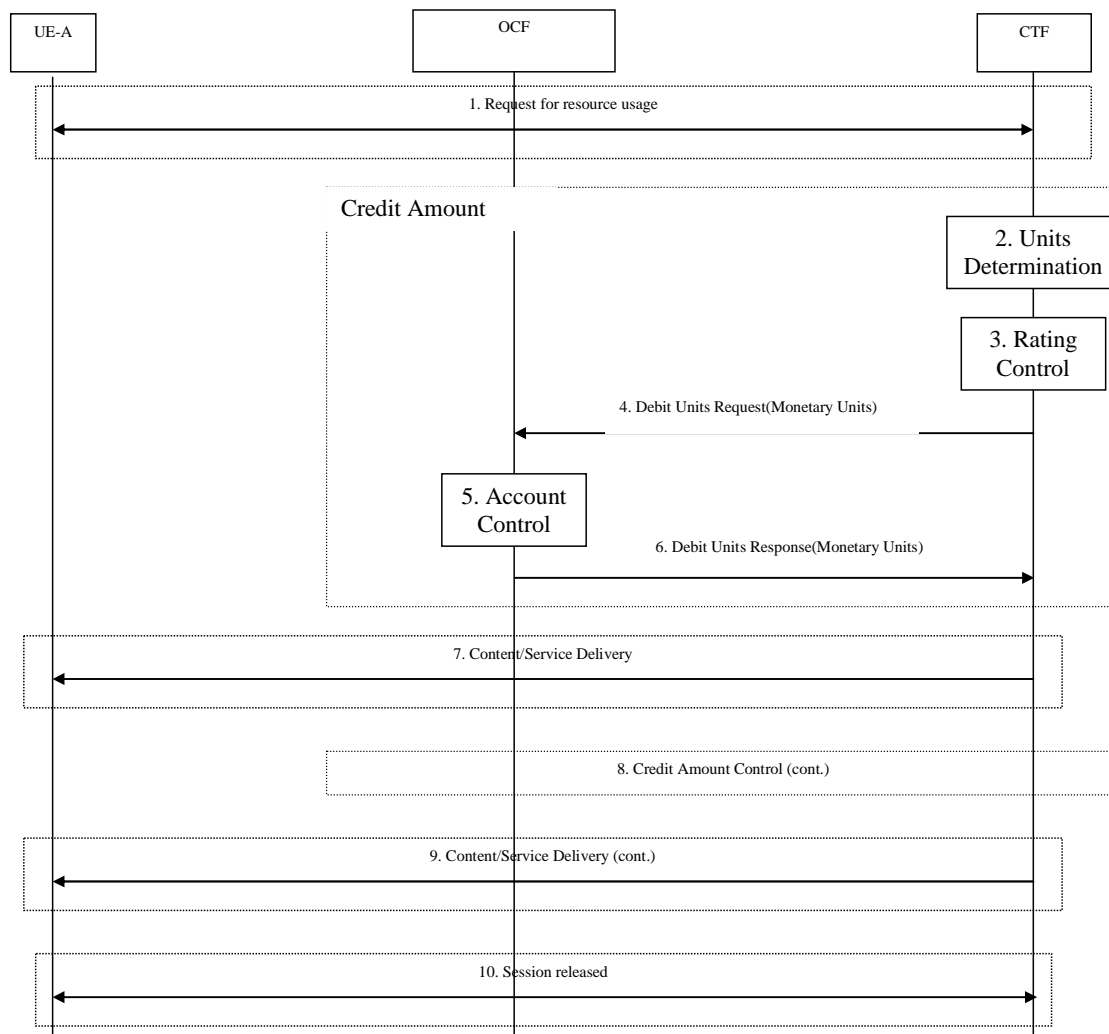 UE-A
OCF
CTF
1. Request for resource usage
Credit Amount
2. Units
Determination
3. Rating
Control
4. Debit Units Request(Monetary Units)
5. Account
Control
6. Debit Units Response(Monetary Units)
7. Content/Service Delivery
8. Credit Amount Control (cont.)
9. Content/Service Delivery (cont.)
10. Session released